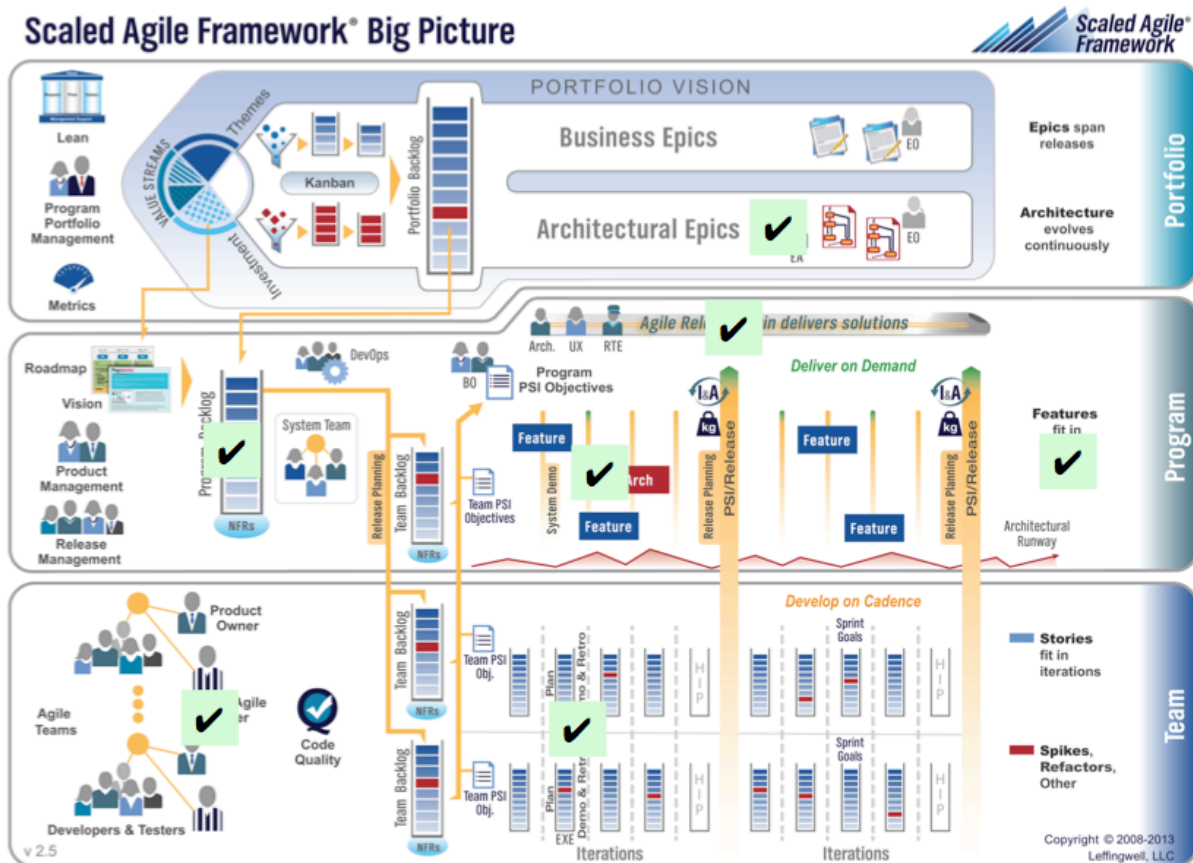 Scaled Agile Framework® Big Picture
Scaled Agile®
Framework
PORTFOLIO VISION
Lean
Program
Portfolio
Management
Metrics
VALUE STREAMS
Themes
Investment
Kanban
Portfolio Backlog
Business Epics
EO
Architectural Epics
EA
EO
Epics span
releases
Architecture
evolves
continuously
Portfolio
Roadmap
Vision
Product
Management
Release
Management
Backlog
NFRs
DevOps
System Team
Release Planning
Team Backlog
NFRs
BO
Program
PSI Objectives
Team PSI
Objectives
Arch.
UX
RTE
Agile delivers solutions
Deliver on Demand
Feature
System Demo
Feature
I&A
kg
Release Planning
PSI/Release
Feature
Feature
I&A
kg
Release Planning
PSI/Release
Features
fit in
Architectural
Runway
Program
Product
Owner
Agile
Teams
Developers & Testers
Code
Quality
Team Backlog
NFRs
Team PSI
Obj.
Team Backlog
NFRs
Team PSI
Obj.
Develop on Cadence
Plan
Demo & Retro
HIP
Sprint
Goals
HIP
Plan
Demo & Retro
EXE
HIP
Sprint
Goals
HIP
Iterations
Iterations
Stories
fit in
iterations
Spikes,
Refactors,
Other
Team
v 2.5
Copyright © 2008-2013
Leffingwell, LLC